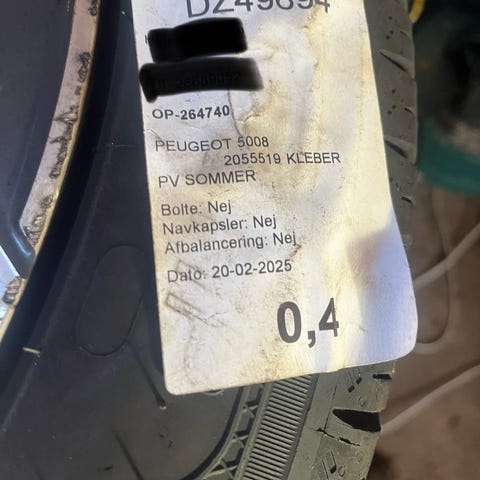 DZ49694
OP-264740
PEUGEOT 5008
2055519 KLEBER
PV SOMMER
Bolte: Nej
Navkapsler: Nej
Afbalancering: Nej
Dato: 20-02-2025
0,4